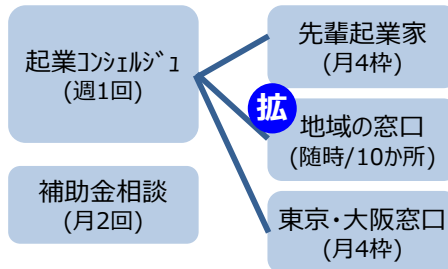 起業ｺﾝｼｪﾙｼﾞｭ
(週1回)
補助金相談
(月2回)
先輩起業家
(月4枠)
拡
地域の窓口
(随時/10か所)
東京・大阪窓口
(月4枠)